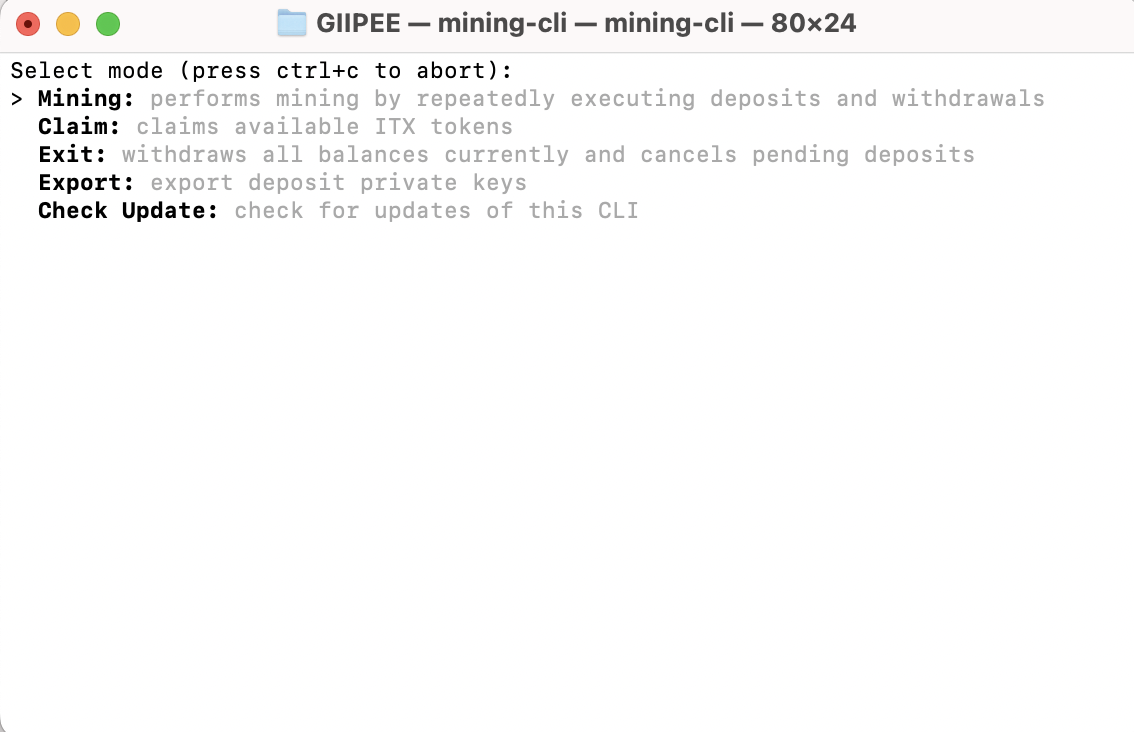 GIIPEE — mining-cli — mining-cli — 80×24
Select mode (press ctrl+c to abort):
> Mining: performs mining by repeatedly executing deposits and withdrawals
Claim: claims available ITX tokens
Exit: withdraws all balances currently and cancels pending deposits
Export: export deposit private keys
Check Update: check for updates of this CLI